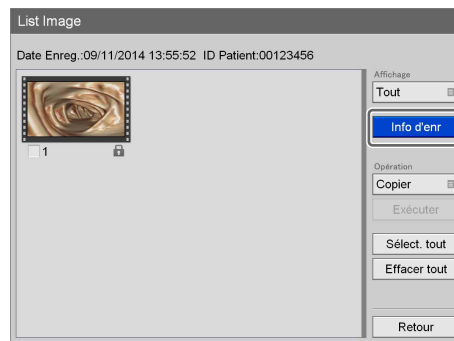 List Image
Date Enreg.:09/11/2014 13:55:52 ID Patient:00123456
Affichage
Tout
Info d'enr
1
Opération
Copier
Exécuter
Sélect. tout
Effacer tout
Retour